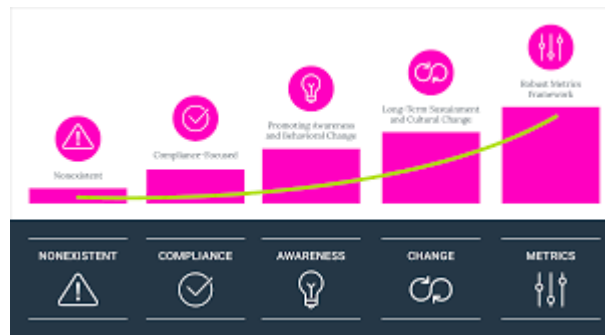 Robust Metrics
Framework
Long-Term Sustainment
and Cultural Change
Promoting Awareness
and Behavioral Change
Compliance-Focused
Nonexistent
NONEXISTENT
COMPLIANCE
AWARENESS
CHANGE
METRICS